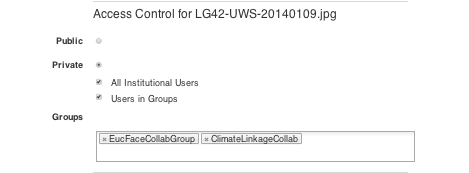 Access Control for LG42-UWS-20140109.jpg
Public
Private
All Institutional Users
Users in Groups
Groups
× EucFaceCollabGroup × ClimateLinkageCollab